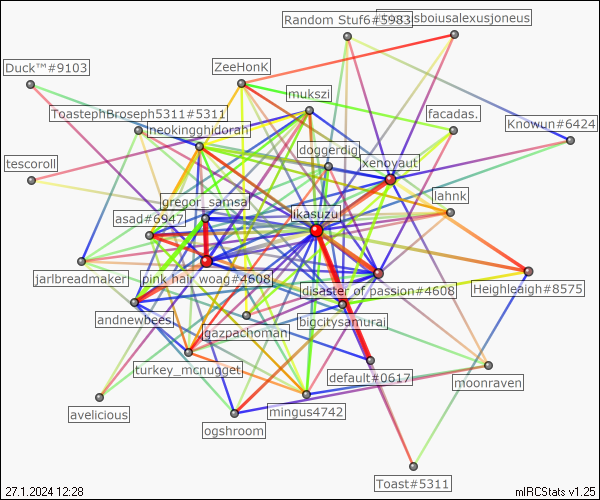 Random Stuf6#5983
Duck™#9103
ZeeHonK
mukszi
ToastephBroseph5311#5311
facadas.
Knowun#6424
neokingghidorah
doggerdig
xenoyaut
tescoroll
lahnk
gregor_samsa
ikasuzu
asad#6947
jarlbreadmaker
pink hair woag#4608
disaster of passion#4608
Heighleaigh#8575
andnewbees
bigcitysamurai
gazpachoman
turkey_mcnugget
default#0617
moonraven
avelicious
mingus4742
ogshroom
Toast#5311
27.1.2024 12:28
mIRCStats v1.25